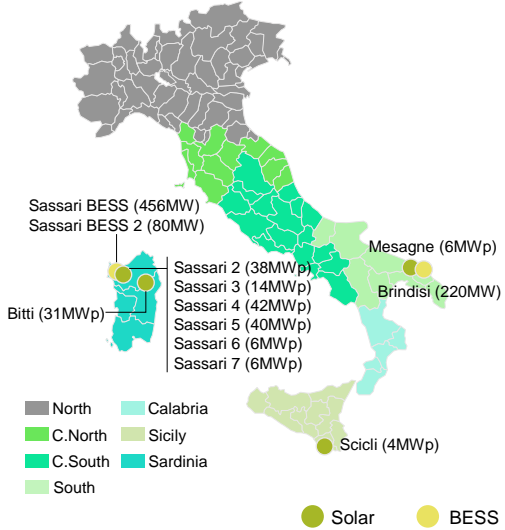 Sassari BESS (456MW)
Sassari BESS 2 (80MW)
Mesagne (6MWp)
Sassari 2 (38MWp)
Sassari 3 (14MWp)
Sassari 4 (42MWp)
Sassari 5 (40MWp)
Sassari 6 (6MWp)
Sassari 7 (6MWp)
Brindisi (220MW)
Bitti (31MWp)
North
Calabria
C.North
Sicily
C.South
Sardinia
South
Scicli (4MWp)
Solar
BESS